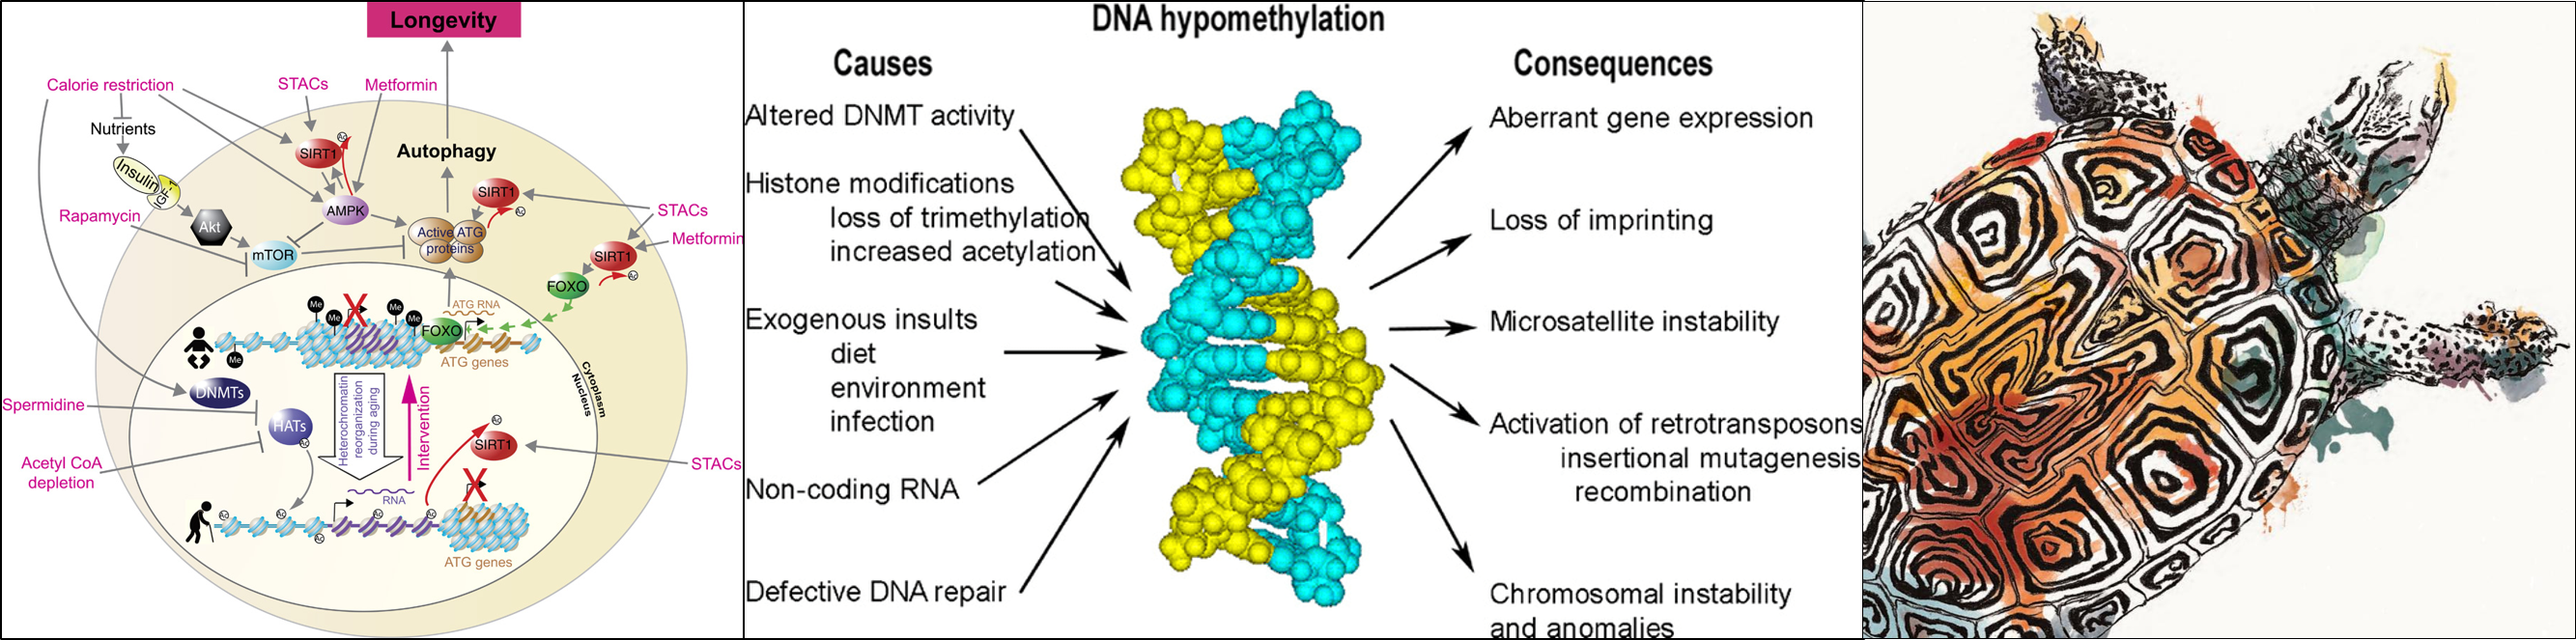 Longevity
Calorie restriction
STACs
Metformin
Nutrients
Insulin
IGF-1
SIRT1
Ac
Autophagy
Rapamycin
Akt
AMPK
SIRT1
Ac
STACs
Active ATG
proteins
Metformin
mTOR
SIRT1
Ac
FOXO
Me
Me
Me
Me
X
ATG RNA
FOXO
Me
ATG genes
Cytoplasm
Nucleus
DNMTs
Spermidine
HATs
Ac
Heterochromatin
reorganization
during aging
Intervention
Ac
SIRT1
STACs
Acetyl CoA
depletion
RNA
X
Ac
Ac
Ac
Ac
Ac
ATG genes
DNA hypomethylation
Causes
Altered DNMT activity
Histone modifications
loss of trimethylation
increased acetylation
Exogenous insults
diet
environment
infection
Non-coding RNA
Defective DNA repair
Consequences
Aberrant gene expression
Loss of imprinting
Microsatellite instability
Activation of retrotransposons
insertional mutagenesis
recombination
Chromosomal instability
and anomalies